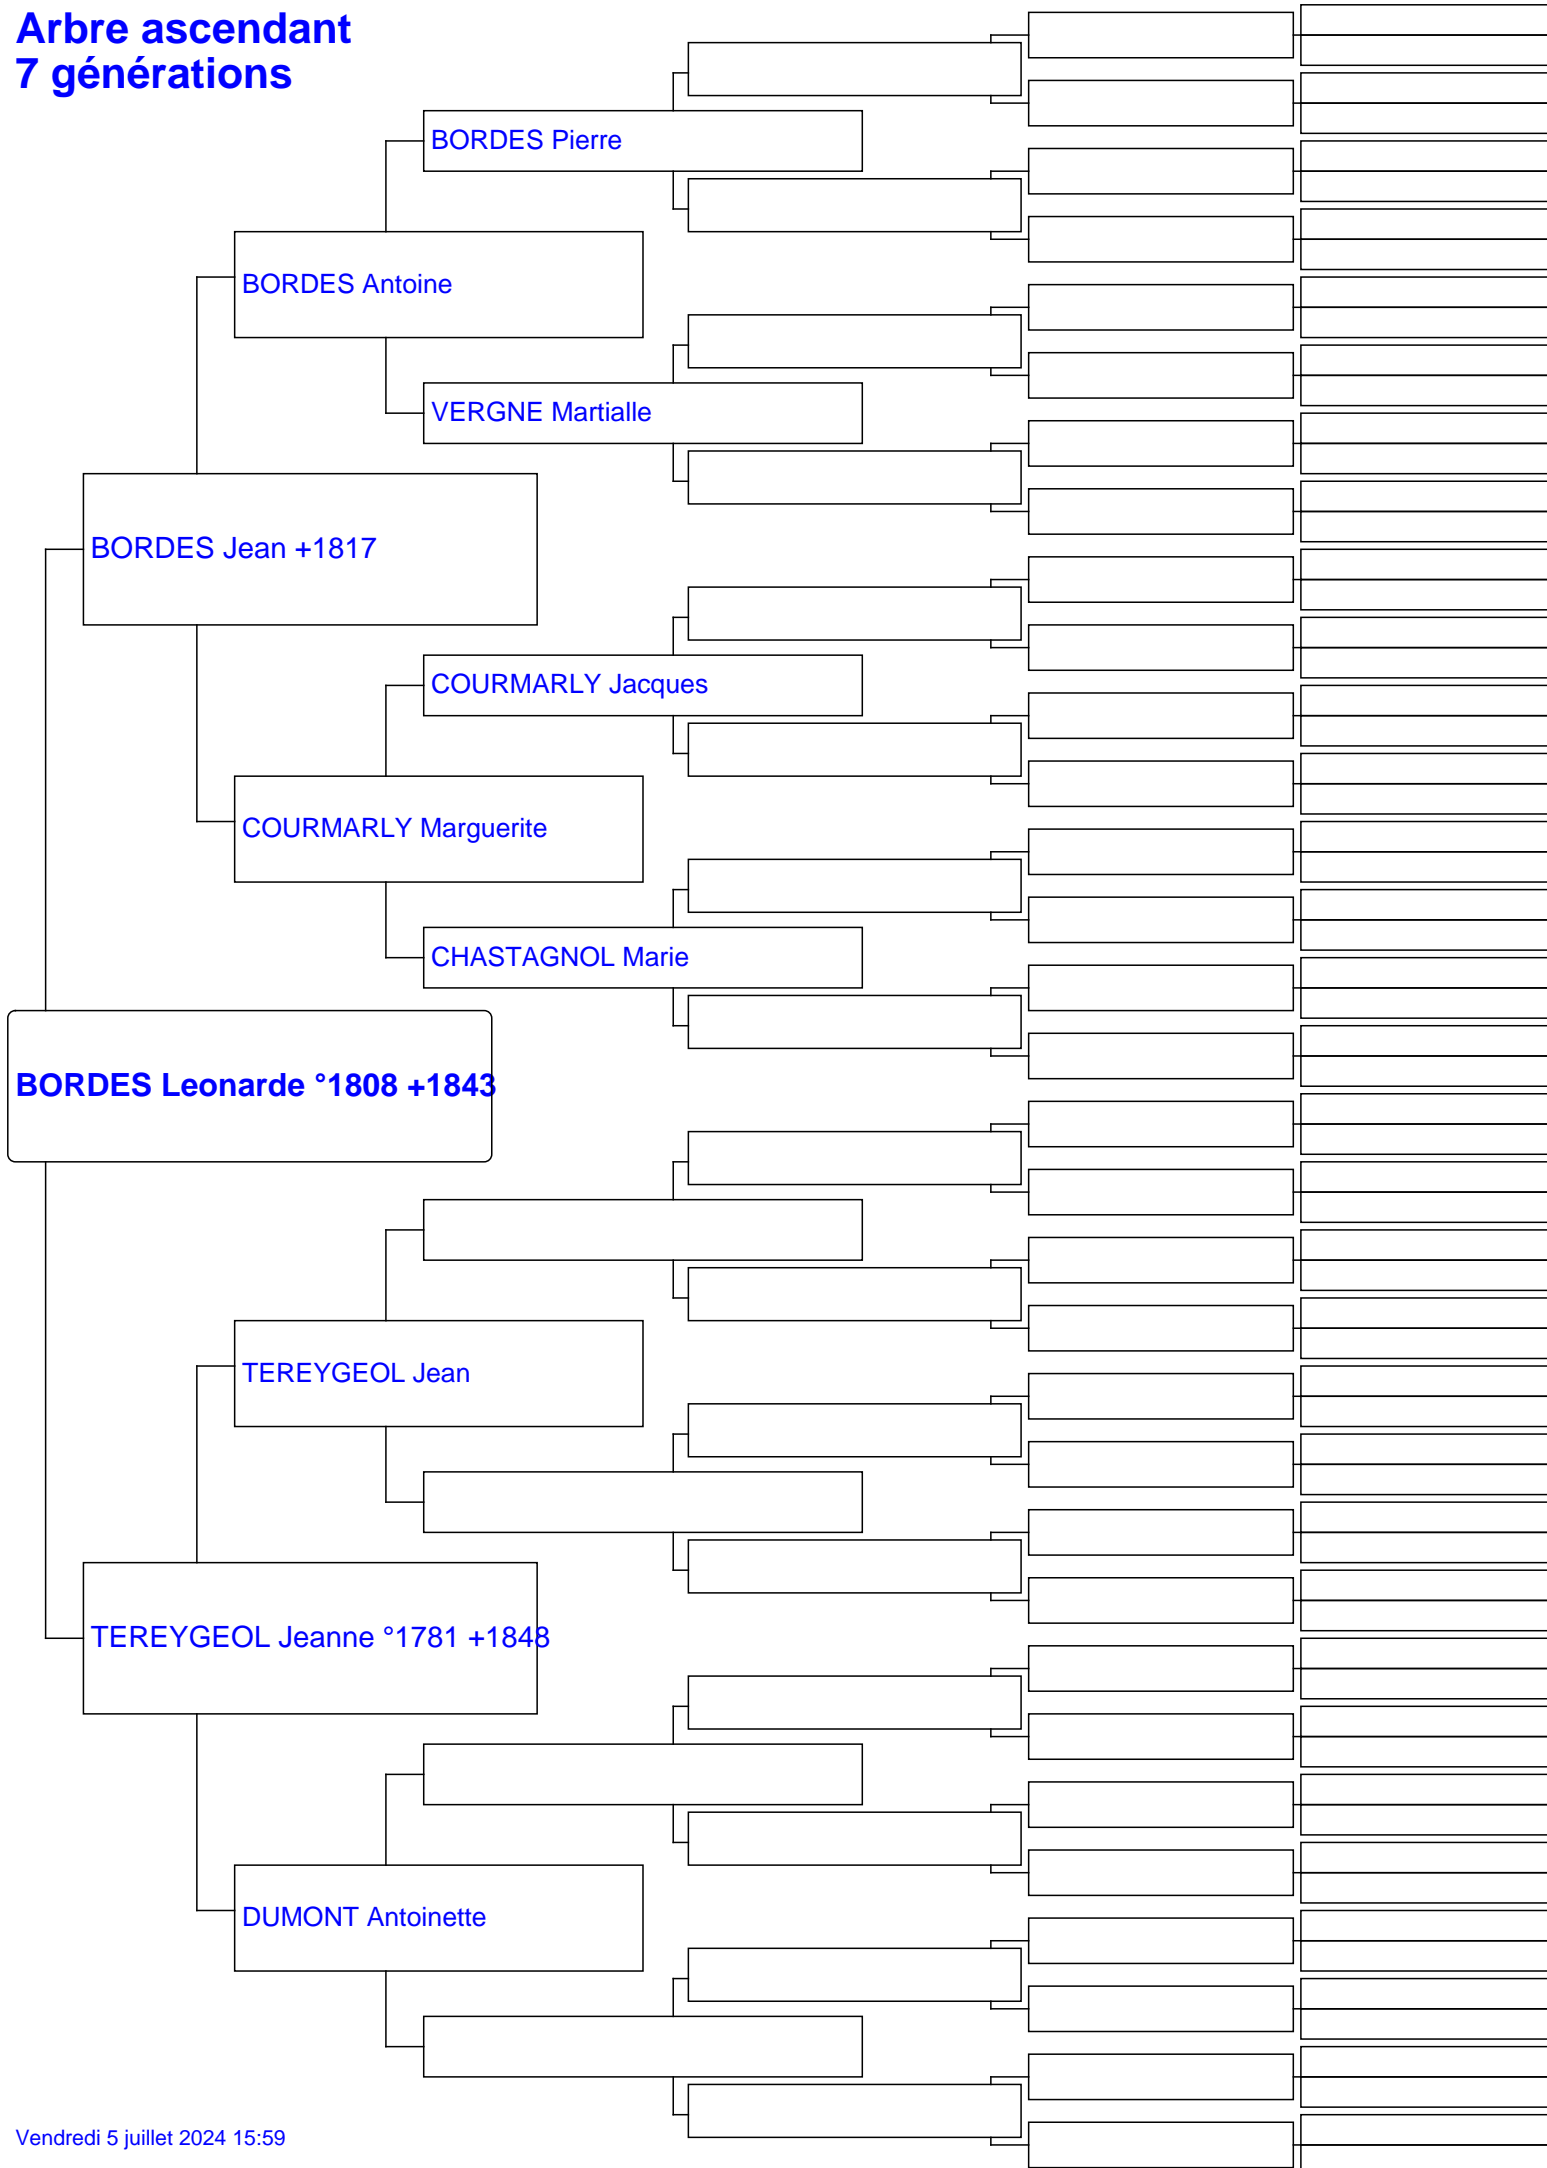 Arbre ascendant
7 générations
BORDES Pierre
BORDES Antoine
VERGNE Martialle
BORDES Jean +1817
COURMARLY Jacques
COURMARLY Marguerite
CHASTAGNOL Marie
BORDES Leonarde °1808 +1843
TEREYGEOL Jean
TEREYGEOL Jeanne °1781 +1848
DUMONT Antoinette
Vendredi 5 juillet 2024 15:59